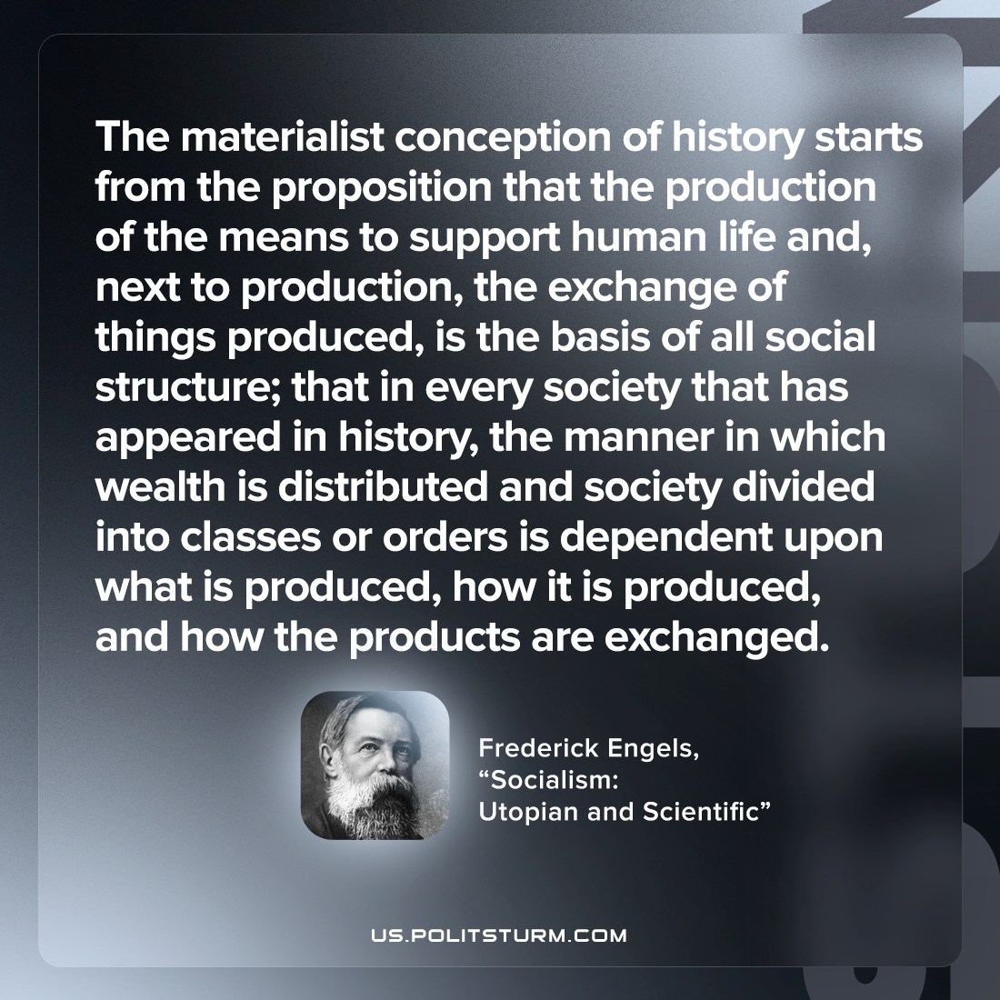 The materialist conception of history starts
from the proposition that the production
of the means to support human life and,
next to production, the exchange of
things produced, is the basis of all social
structure; that in every society that has
appeared in history, the manner in which
wealth is distributed and society divided
into classes or orders is dependent upon
what is produced, how it is produced,
and how the products are exchanged.
Frederick Engels,
“Socialism:
Utopian and Scientific”
US.POLITSTURM.COM